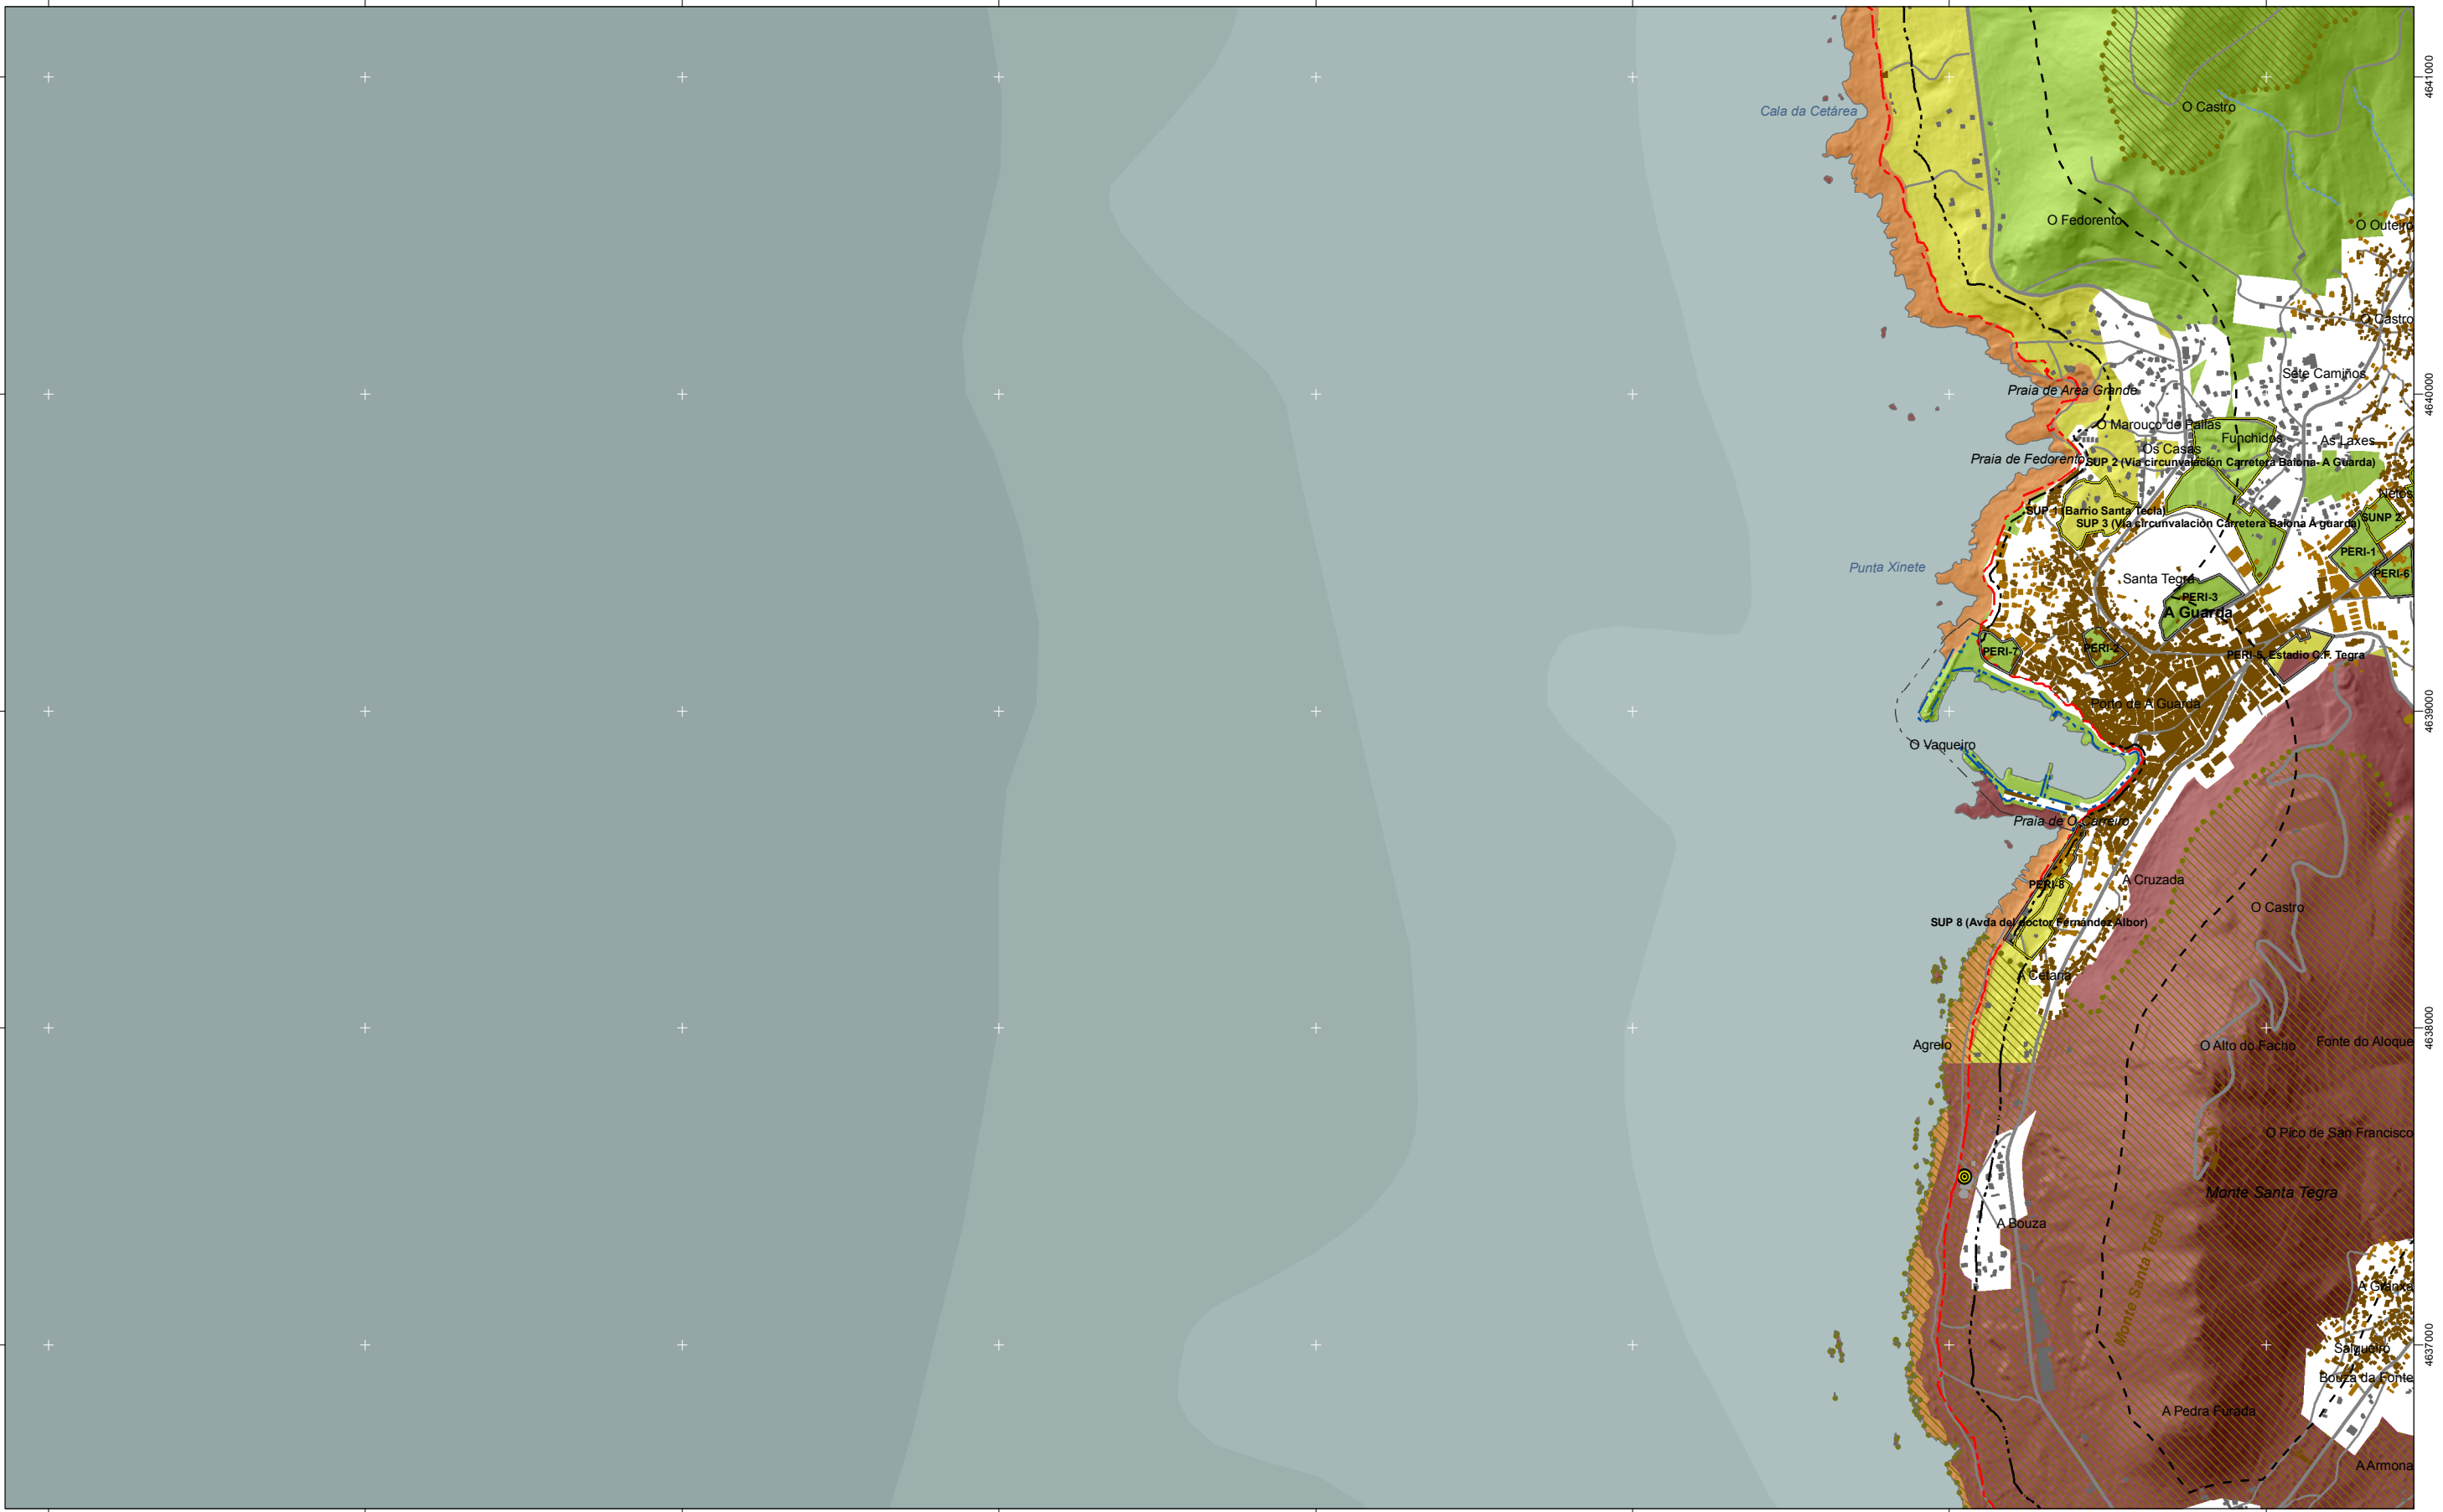 4641000
O Castro
Cala da Cetárea
O Fedorento
O Outeiro
O Castro
Sete Camiños
Praia de Area Grande
4640000
O Marouco de Pallás
Funchidos
As Laxes
Os Casás
Praia de Fedorento
SUP 2 (Via circunvalación Carretera Baiona- A Guarda)
Netos
SUP 1 (Barrio Santa Tecla)
SUNP 2
SUP 3 (Vía circunvalación Carretera Baiona A guarda)
PERI-1
Punta Xinete
PERI-6
Santa Tegra
PERI-3
A Guarda
PERI-7
PERI-2
PERI-5, Estadio C.F. Tegra
Porto de A Guarda
4639000
O Vaqueiro
Praia de O Carreiro
A Cruzada
PERI-8
O Castro
SUP 8 (Avda del doctor Fernández Albor)
A Cetaria
4638000
Agrelo
O Alto do Facho
Fonte do Aloque
O Pico de San Francisco
Monte Santa Tegra
A Bouza
Monte Santa Tegra
A Granxa
4637000
Salgueiro
Bouza da Fonte
A Pedra Furada
A Armona